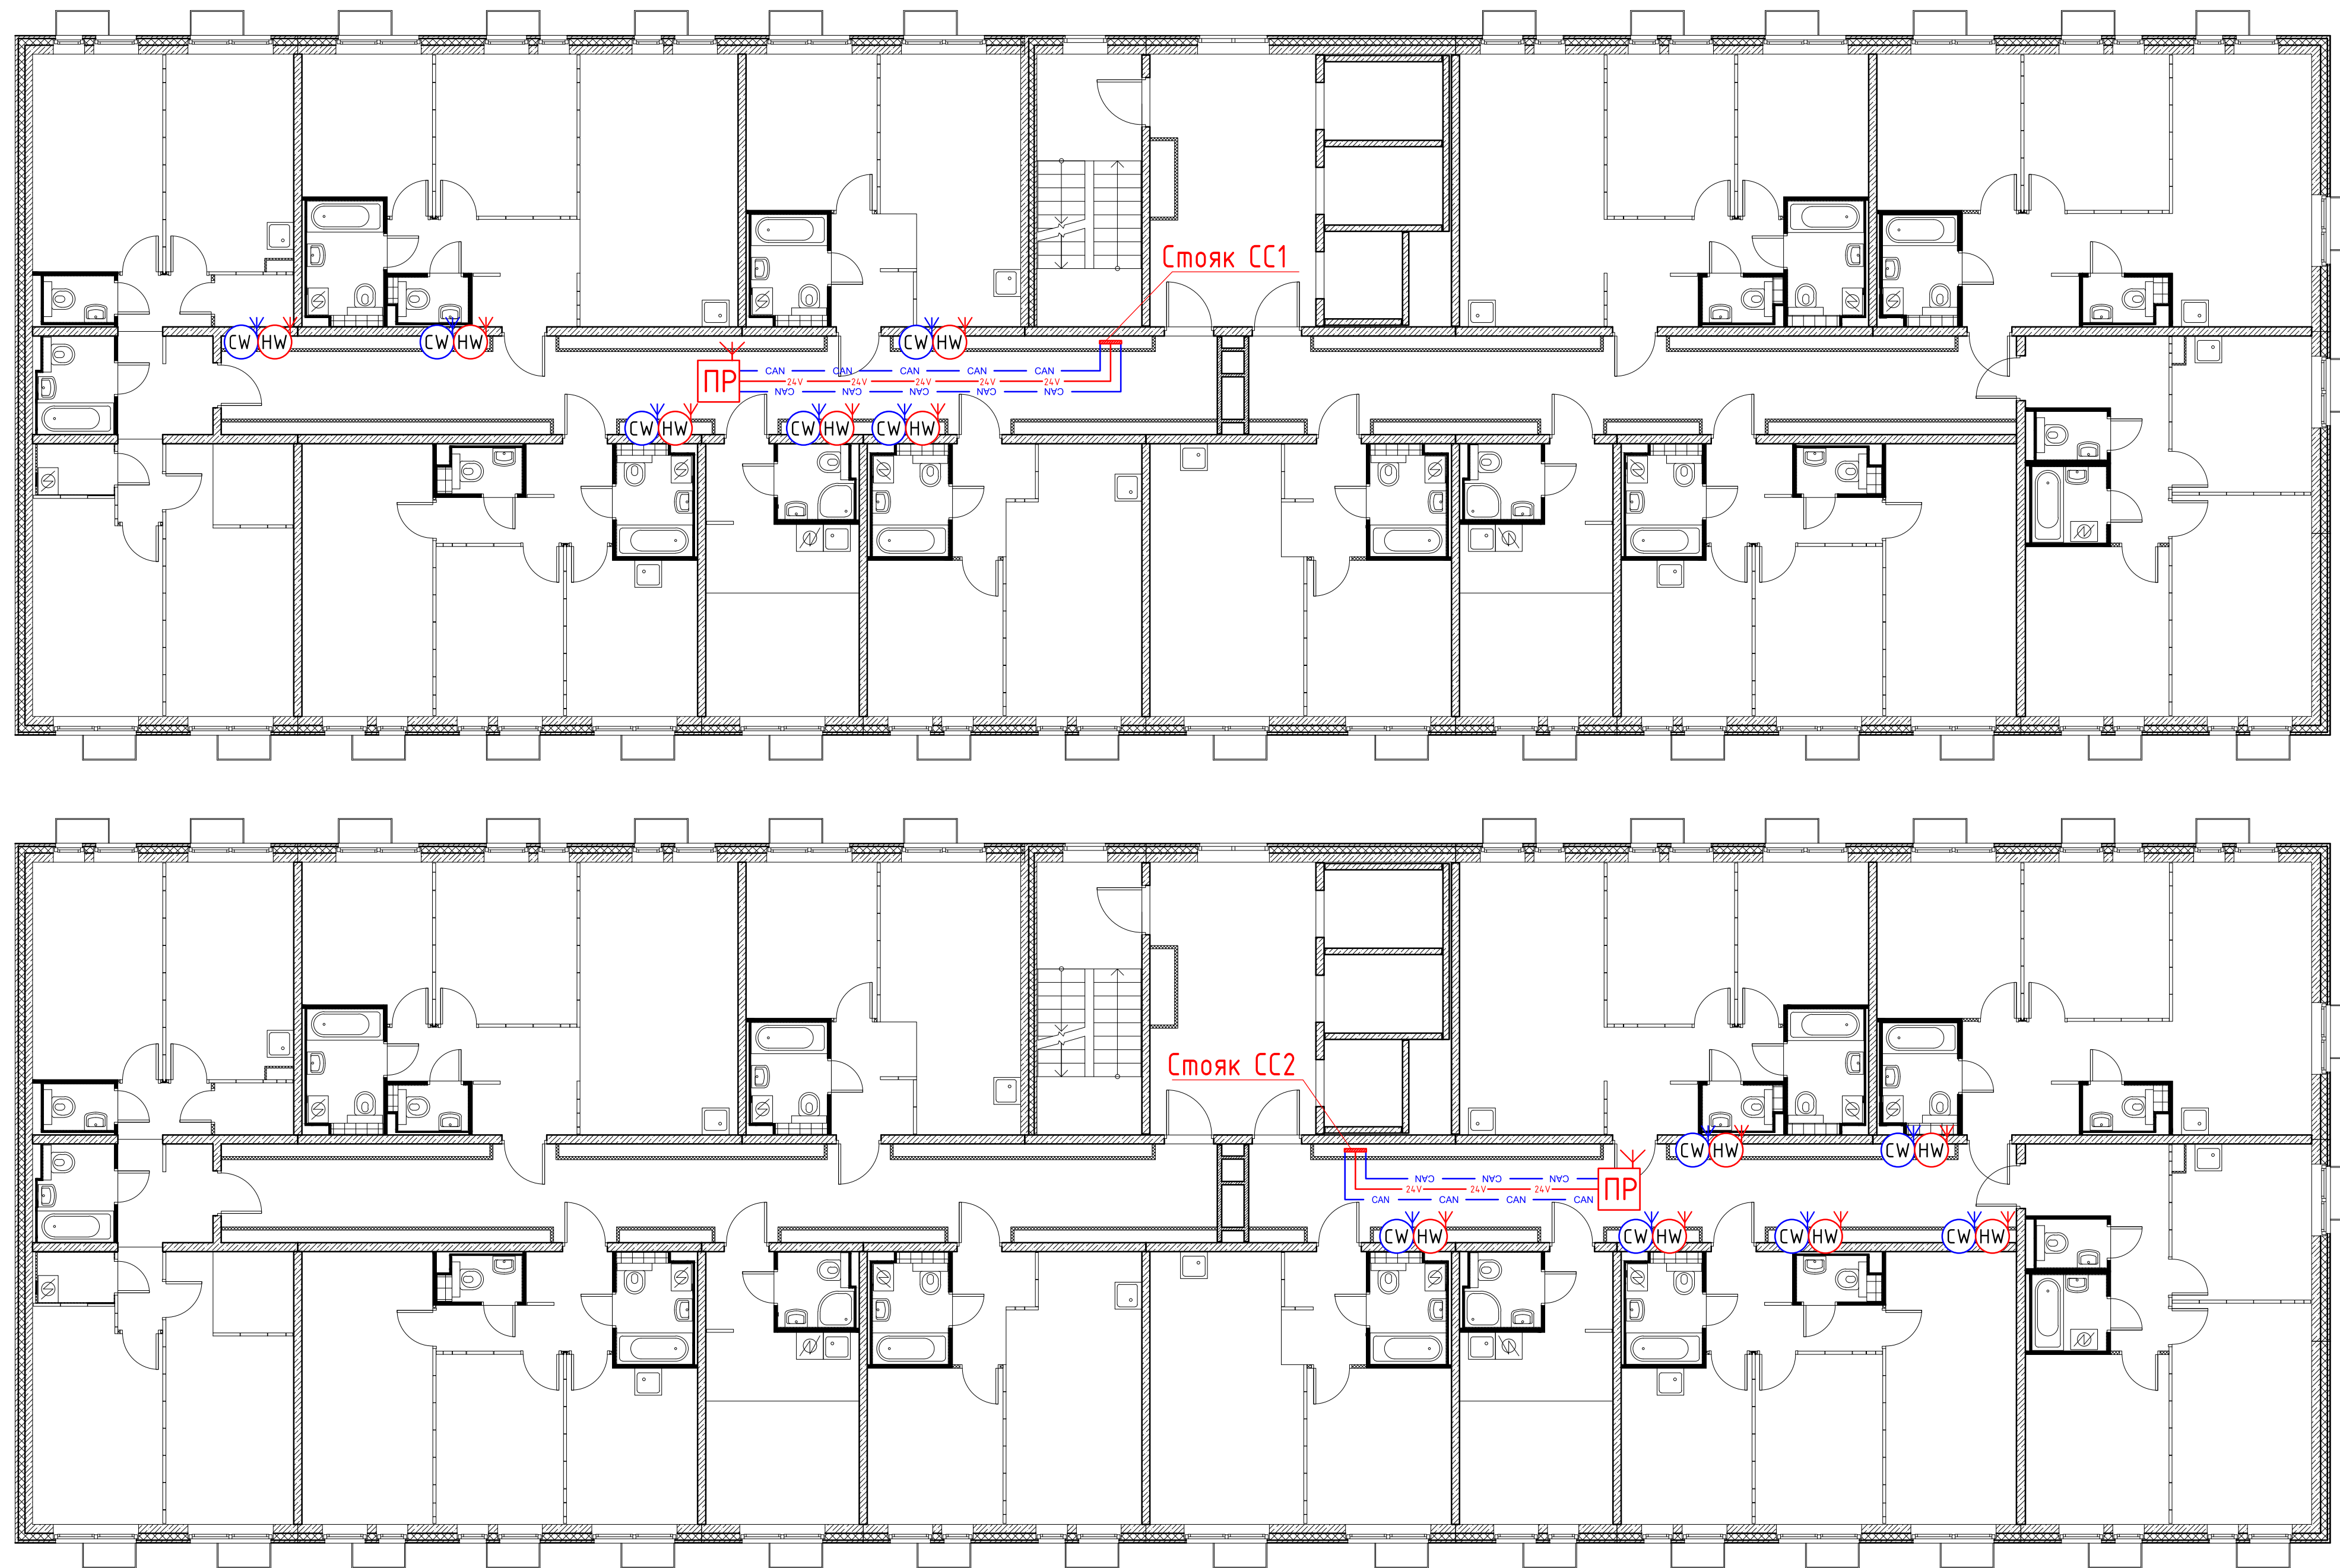 Стояк СС1
CW HW CW HW CW HW
ПР
CAN CAN CAN CAN CAN
24V 24V 24V 24V 24V
CAN CAN CAN CAN CAN
CW HW CW HW CW HW
Стояк СС2
CW HW CW HW
CAN CAN CAN
24V 24V 24V
CAN CAN CAN CAN
ПР
CW HW CW HW CW HW CW HW